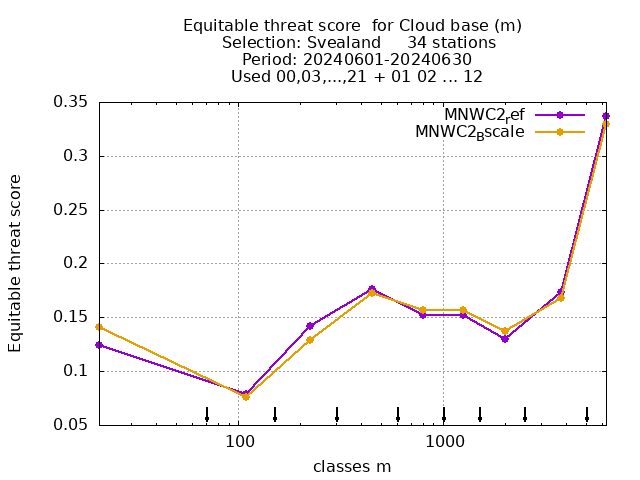 Equitable threat score  for Cloud base (m)
Selection: Svealand     34 stations
Period: 20240601-20240630
Used 00,03,...,21 + 01 02 ... 12
MNWC2ref
MNWC2Bscale
0.35
0.3
0.25
0.2
0.15
0.1
0.05
Equitable threat score
100
1000
classes m